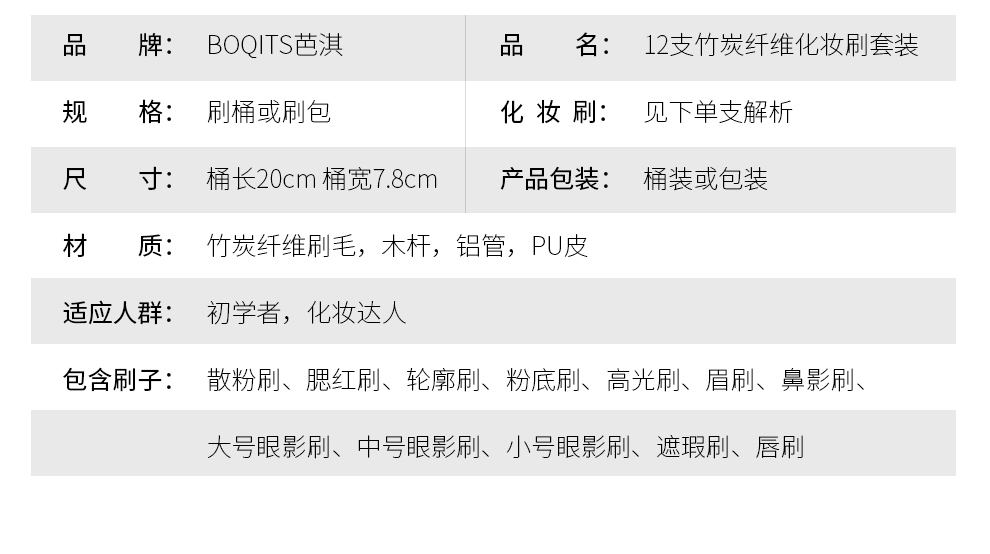 品 牌： BOQITS芭淇 品 名： 12支竹炭纤维化妆刷套装
规 格： 刷桶或刷包 化 妆 刷： 见下单支解析
尺 寸： 桶长20cm 桶宽7.8cm 产品包装： 桶装或包装
材 质： 竹炭纤维刷毛，木杆，铝管，PU皮
适应人群： 初学者，化妆达人
包含刷子： 散粉刷、腮红刷、轮廓刷、粉底刷、高光刷、眉刷、鼻影刷、
大号眼影刷、中号眼影刷、小号眼影刷、遮瑕刷、唇刷